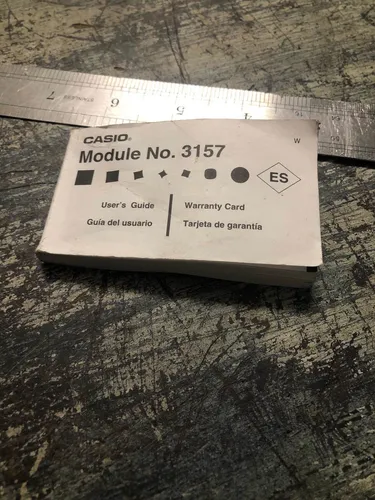 7 6 5 4
CASIO®
W
Module No. 3157
ES
User's Guide
Guía del usuario
Warranty Card
Tarjeta de garantía